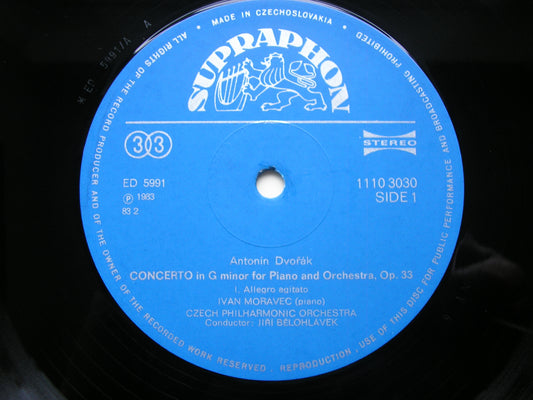 MADE IN CZECHOSLOVAKIA
ALL RIGHTS OF THE RECORD PRODUCER AND OF THE OWNER OF THE RECORDED WORK RESERVED. REPRODUCTION, USE OF THIS DISC FOR PUBLIC PERFORMANCE AND BROADCASTING PROHIBITED
SUPRAPHON
33
STEREO
ED 5991
1110 3030
Ⓟ 1983
SIDE 1
83 2
Antonín Dvořák
CONCERTO in G minor for Piano and Orchestra, Op. 33
I. Allegro agitato
IVAN MORAVEC (piano)
CZECH PHILHARMONIC ORCHESTRA
Conductor: JIŘÍ BĚLOHLÁVEK
* ED 5991/A A